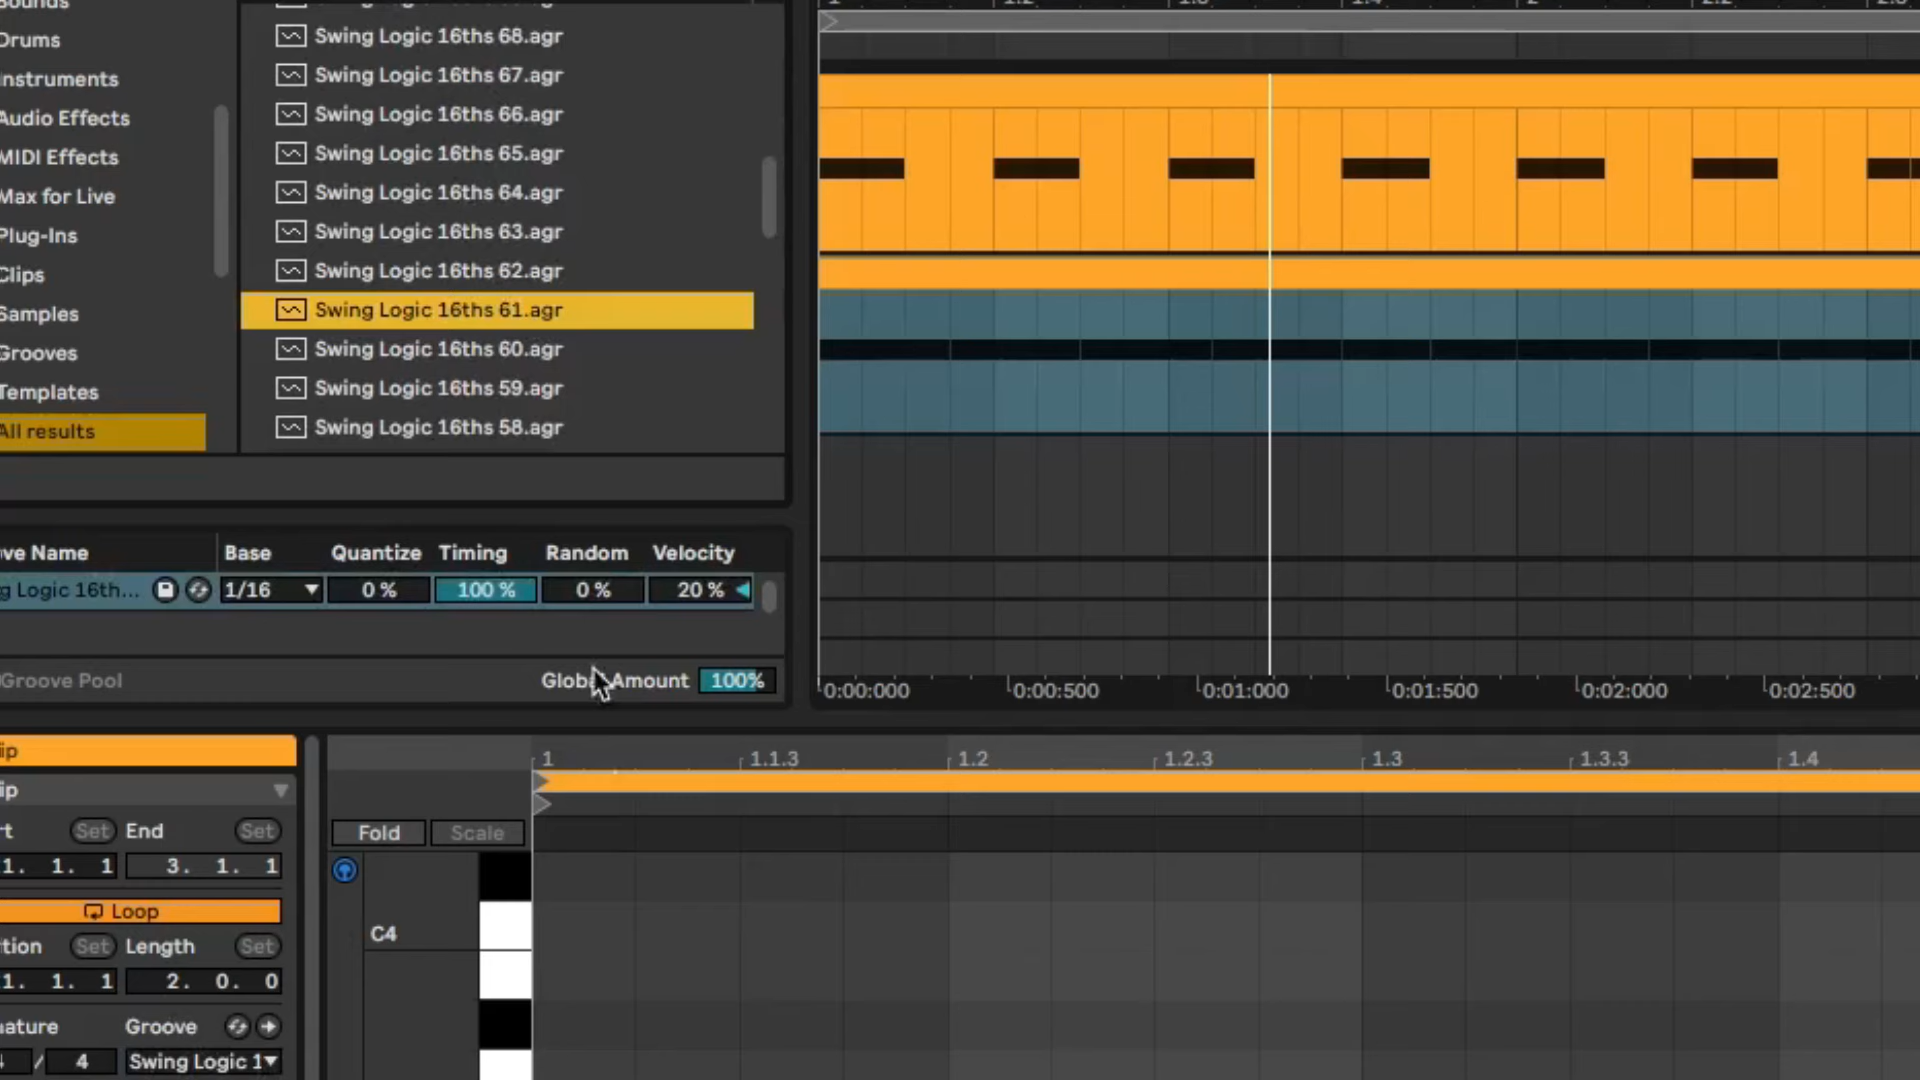 Sounds
Drums
Instruments
Audio Effects
MIDI Effects
Max for Live
Plug-Ins
Clips
Samples
Grooves
Templates
All results
Swing Logic 16ths 68.agr
Swing Logic 16ths 67.agr
Swing Logic 16ths 66.agr
Swing Logic 16ths 65.agr
Swing Logic 16ths 64.agr
Swing Logic 16ths 63.agr
Swing Logic 16ths 62.agr
Swing Logic 16ths 61.agr
Swing Logic 16ths 60.agr
Swing Logic 16ths 59.agr
Swing Logic 16ths 58.agr
ve Name Base Quantize Timing Random Velocity
g Logic 16th... 1/16 0 % 100 % 0 % 20 %
Groove Pool Global Amount 100%
0:00:000 0:00:500 0:01:000 0:01:500 0:02:000 0:02:500
ip
ip
rt Set End Set
1. 1. 1 3. 1. 1
Loop
tion Set Length Set
1. 1. 1 2. 0. 0
ature Groove
/ 4 Swing Logic 1
1 1.1.3 1.2 1.2.3 1.3 1.3.3 1.4
Fold Scale
C4